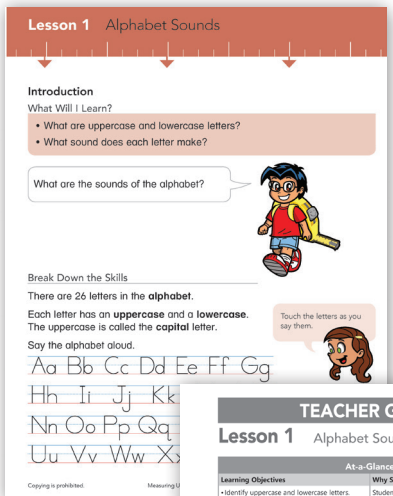 Lesson 1 Alphabet Sounds
Introduction
What Will I Learn?
• What are uppercase and lowercase letters?
• What sound does each letter make?
What are the sounds of the alphabet?
Break Down the Skills
There are 26 letters in the alphabet.
Each letter has an uppercase and a lowercase.
The uppercase is called the capital letter.
Say the alphabet aloud.
Touch the letters as you
say them.
Aa Bb Cc Dd Ee Ff Gg
Hh Ii Jj Kk
Nn Oo Pp Qq
Uu Vv Ww Xx
Copying is prohibited. Measuring U
TEACHER G
Lesson 1 Alphabet Sou
At-a-Glance
Learning Objectives Why S
• Identify uppercase and lowercase letters. Studen